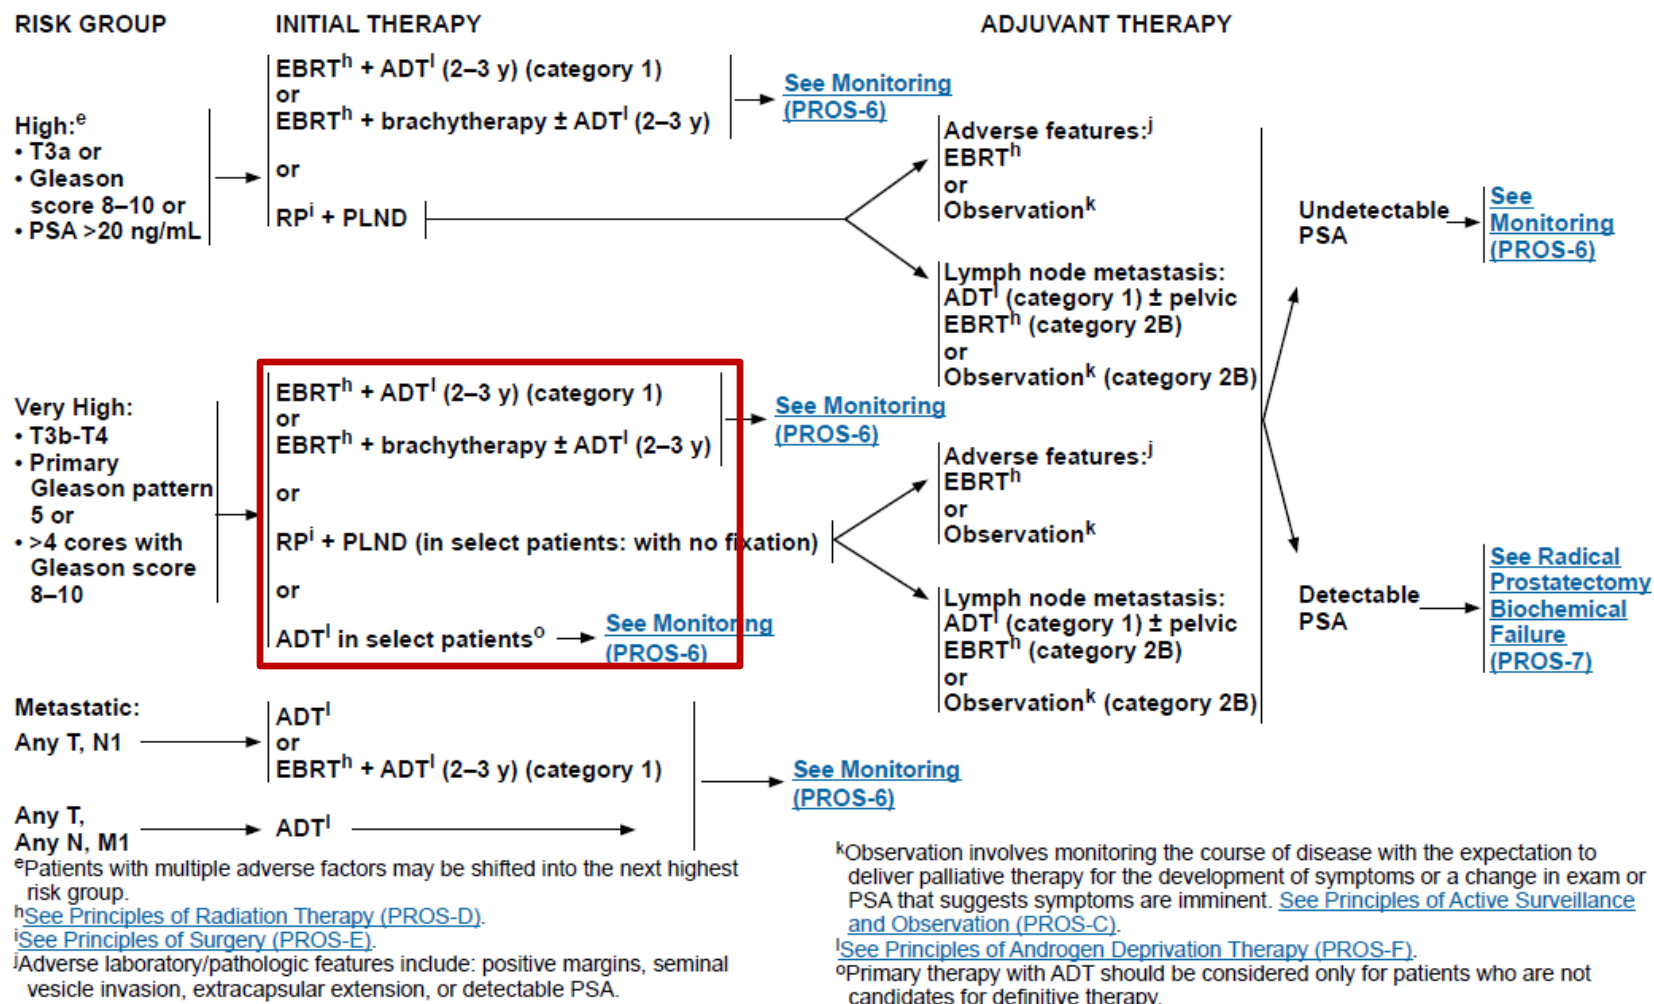 RISK GROUP
INITIAL THERAPY
ADJUVANT THERAPY
High:e
• T3a or
• Gleason
score 8–10 or
• PSA >20 ng/mL
EBRTh + ADTl (2–3 y) (category 1)
or
EBRTh + brachytherapy ± ADTl (2–3 y)
or
RPi + PLND
See Monitoring
(PROS-6)
Adverse features:j
EBRTh
or
Observationk
Lymph node metastasis:
ADTl (category 1) ± pelvic
EBRTh (category 2B)
or
Observationk (category 2B)
Undetectable
PSA
See
Monitoring
(PROS-6)
Very High:
• T3b-T4
• Primary
Gleason pattern
5 or
• >4 cores with
Gleason score
8–10
EBRTh + ADTl (2–3 y) (category 1)
or
EBRTh + brachytherapy ± ADTl (2–3 y)
or
RPi + PLND (in select patients: with no fixation)
or
ADTl in select patientso
See Monitoring
(PROS-6)
See Monitoring
(PROS-6)
Adverse features:j
EBRTh
or
Observationk
Lymph node metastasis:
ADTl (category 1) ± pelvic
EBRTh (category 2B)
or
Observationk (category 2B)
Detectable
PSA
See Radical
Prostatectomy
Biochemical
Failure
(PROS-7)
Metastatic:
Any T, N1
ADTl
or
EBRTh + ADTl (2–3 y) (category 1)
Any T,
Any N, M1
ADTl
See Monitoring
(PROS-6)
ePatients with multiple adverse factors may be shifted into the next highest
risk group.
hSee Principles of Radiation Therapy (PROS-D).
iSee Principles of Surgery (PROS-E).
jAdverse laboratory/pathologic features include: positive margins, seminal
vesicle invasion, extracapsular extension, or detectable PSA.
kObservation involves monitoring the course of disease with the expectation to
deliver palliative therapy for the development of symptoms or a change in exam or
PSA that suggests symptoms are imminent. See Principles of Active Surveillance
and Observation (PROS-C).
lSee Principles of Androgen Deprivation Therapy (PROS-F).
oPrimary therapy with ADT should be considered only for patients who are not
candidates for definitive therapy.